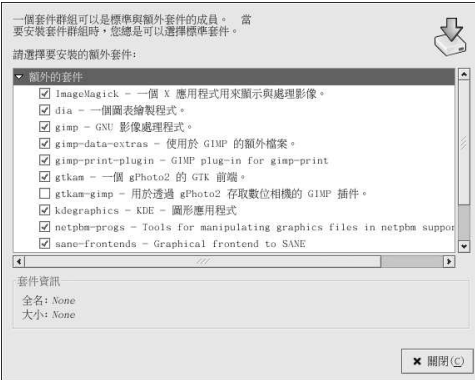 一個套件群組可以是標準與額外套件的成員。 當
要安裝套件群組時，您總是可以選擇標準套件。
請選擇要安裝的額外套件：
額外的套件
ImageMagick - 一個 X 應用程式用來顯示與處理影像。
dia - 一個圖表繪製程式。
gimp - GNU 影像處理程式。
gimp-data-extras - 使用於 GIMP 的額外檔案。
gimp-print-plugin - GIMP plug-in for gimp-print
gtkam - 一個 gPhoto2 的 GTK 前端。
gtkam-gimp - 用於透過 gPhoto2 存取數位相機的 GIMP 插件。
kdegraphics - KDE - 圖形應用程式
netpbm-progs - Tools for manipulating graphics files in netpbm suppor
sane-frontends - Graphical frontend to SANE
套件資訊
全名: None
大小: None
關閉(C)